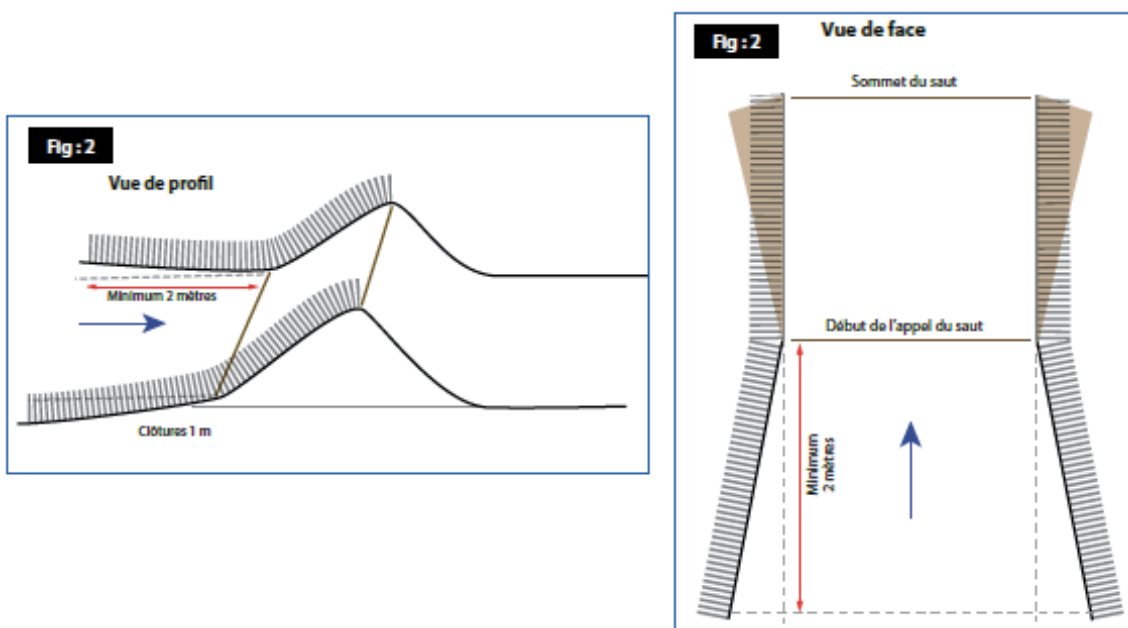 Fig : 2
Vue de profil
Minimum 2 mètres
Clôtures 1 m
Fig : 2
Vue de face
Sommet du saut
Début de l'appel du saut
Minimum
2 mètres